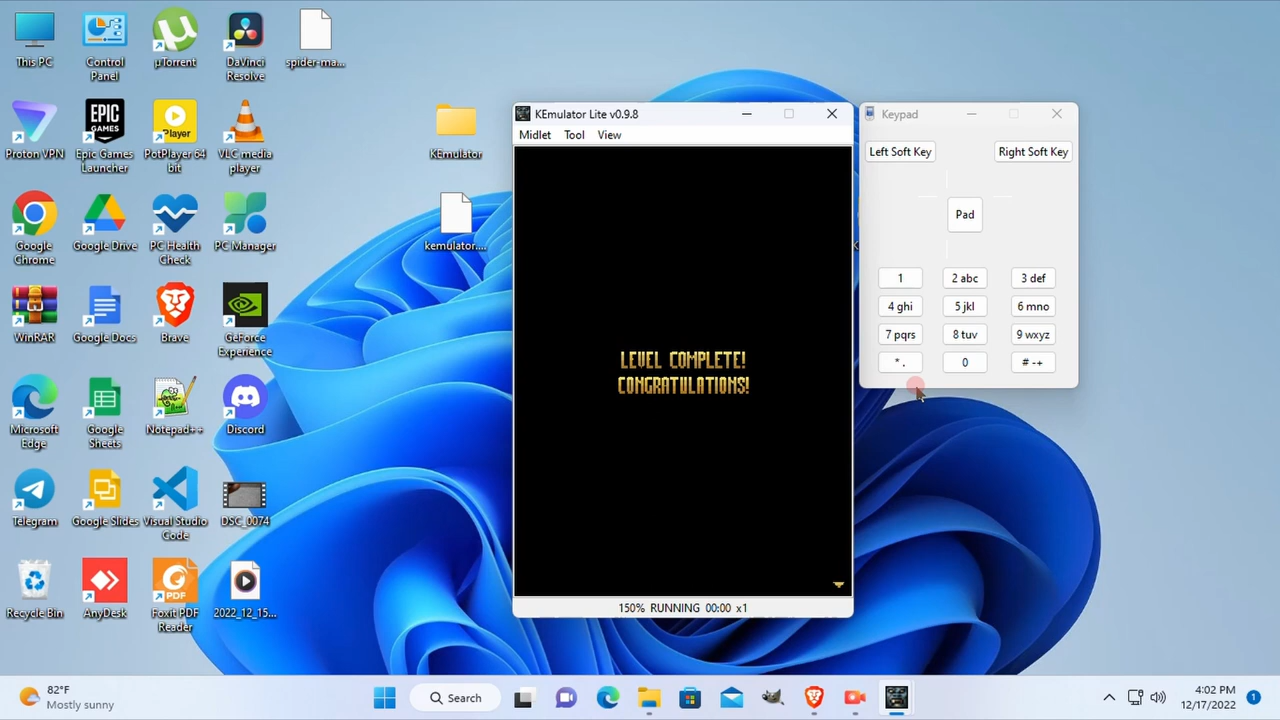 This PC
Control
Panel
µTorrent
DaVinci
Resolve
spider-ma...
Proton VPN
EPIC
GAMES
Epic Games
Launcher
Player
PotPlayer 64
bit
VLC media
player
KEmulator
Google
Chrome
Google Drive
PC Health
Check
PC Manager
kemulator....
WinRAR
Google Docs
Brave
GeForce
Experience
Microsoft
Edge
Google
Sheets
Notepad++
Discord
Telegram
Google Slides
Visual Studio
Code
DSC_0074
Recycle Bin
AnyDesk
PDF
Foxit PDF
Reader
2022_12_15...
KEmulator Lite v0.9.8
Midlet Tool View
LEVEL COMPLETE!
CONGRATULATIONS!
150% RUNNING 00:00 x1
Keypad
Left Soft Key
Right Soft Key
Pad
1
2 abc
3 def
4 ghi
5 jkl
6 mno
7 pqrs
8 tuv
9 wxyz
* .
0
# -+
82°F
Mostly sunny
Search
4:02 PM
12/17/2022
1